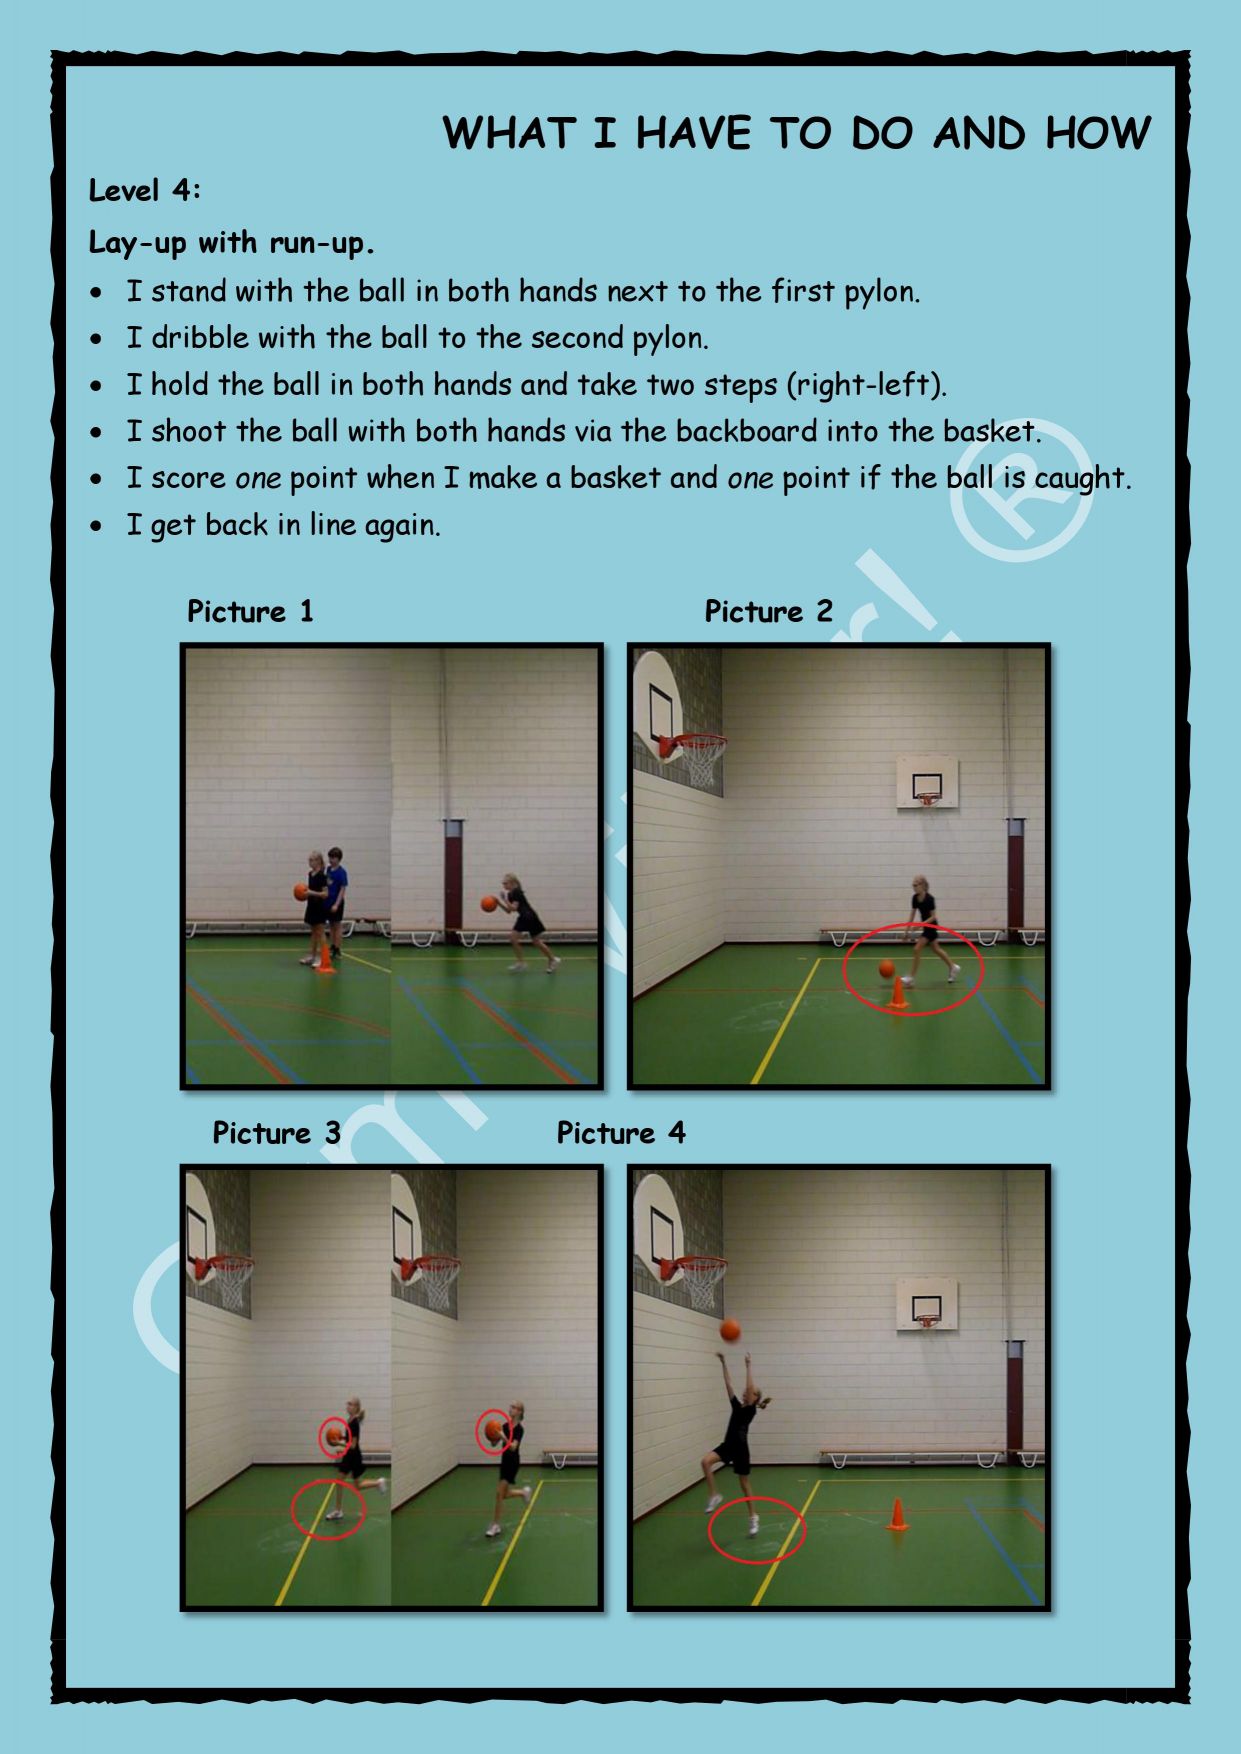 WHAT I HAVE TO DO AND HOW
Level 4:
Lay-up with run-up.
• I stand with the ball in both hands next to the first pylon.
• I dribble with the ball to the second pylon.
• I hold the ball in both hands and take two steps (right-left).
• I shoot the ball with both hands via the backboard into the basket.
• I score one point when I make a basket and one point if the ball is caught.
• I get back in line again.
Picture 1
Picture 2
Picture 3
Picture 4
®